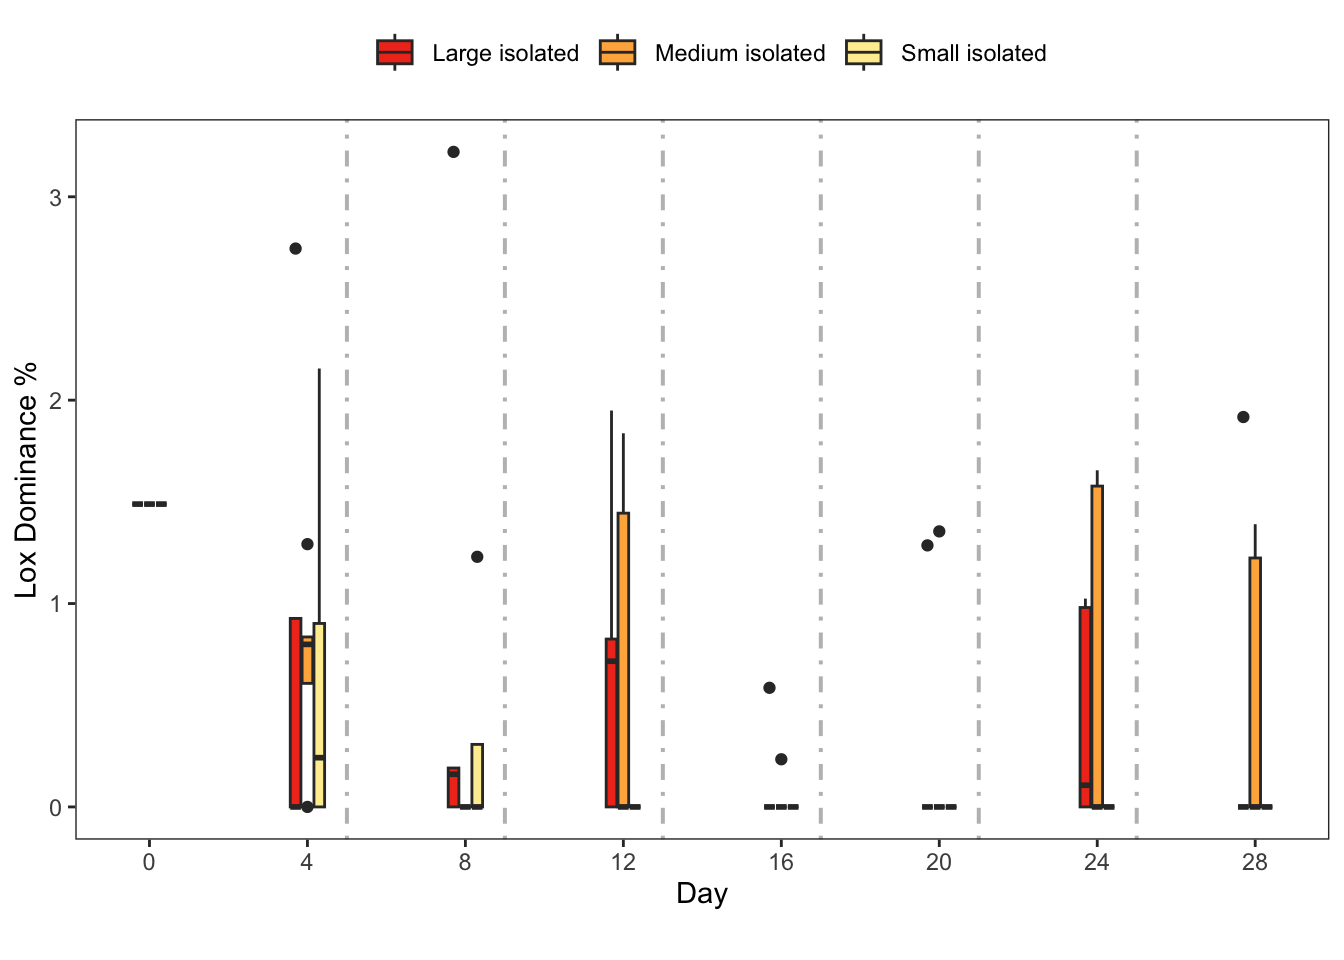 Large isolated Medium isolated Small isolated
Lox Dominance %
3
2
1
0
0 4 8 12 16 20 24 28
Day